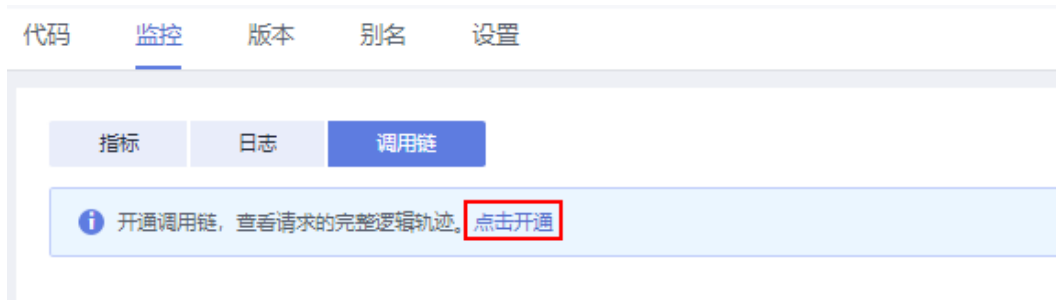 代码 监控 版本 别名 设置
指标 日志 调用链
开通调用链，查看请求的完整逻辑轨迹。点击开通